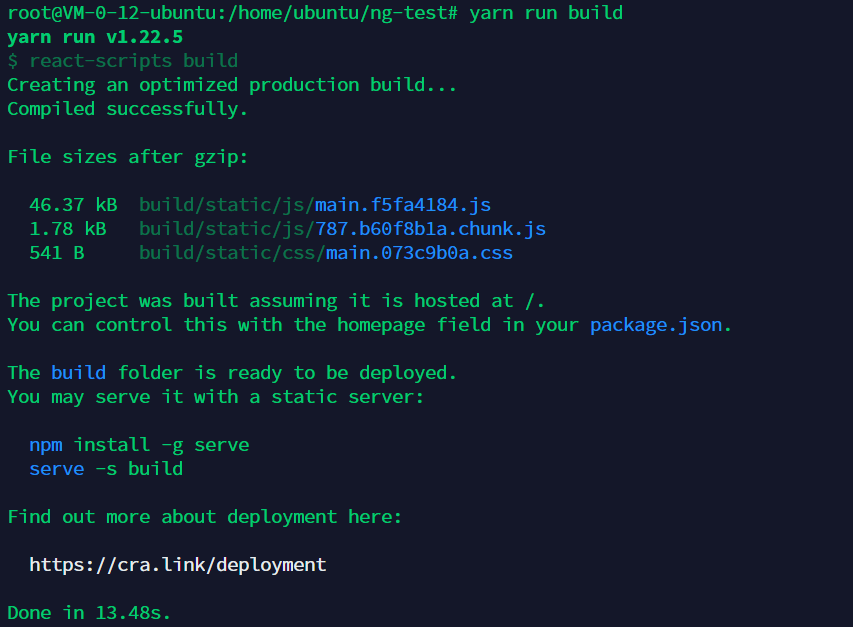 root@VM-0-12-ubuntu:/home/ubuntu/ng-test# yarn run build
yarn run v1.22.5
$ react-scripts build
Creating an optimized production build...
Compiled successfully.
File sizes after gzip:
46.37 kB  build/static/js/main.f5fa4184.js
1.78 kB   build/static/js/787.b60f8b1a.chunk.js
541 B     build/static/css/main.073c9b0a.css
The project was built assuming it is hosted at /.
You can control this with the homepage field in your package.json.
The build folder is ready to be deployed.
You may serve it with a static server:
npm install -g serve
serve -s build
Find out more about deployment here:
https://cra.link/deployment
Done in 13.48s.